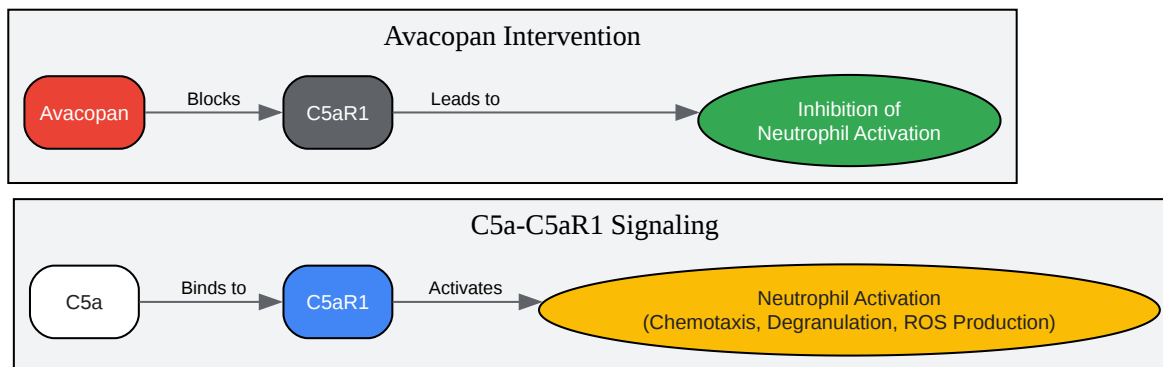 Avacopan Intervention
Avacopan
Blocks
C5aR1
Leads to
Inhibition of
Neutrophil Activation
C5a-C5aR1 Signaling
C5a
Binds to
C5aR1
Activates
Neutrophil Activation
(Chemotaxis, Degranulation, ROS Production)